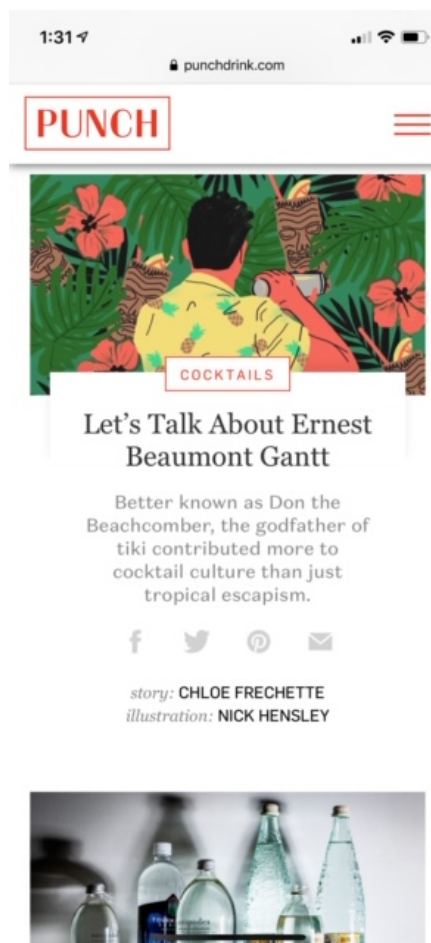 1:31
punchdrink.com
PUNCH
COCKTAILS
Let’s Talk About Ernest
Beaumont Gantt
Better known as Don the
Beachcomber, the godfather of
tiki contributed more to
cocktail culture than just
tropical escapism.
story: CHLOE FRECHETTE
illustration: NICK HENSLEY